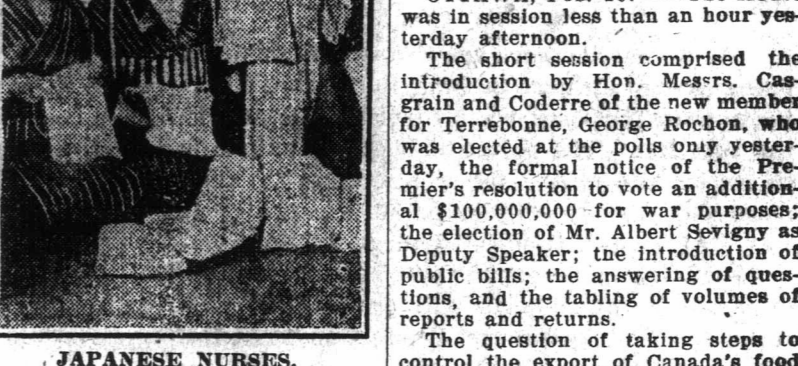 JAPANESE NURSES.
was in session less than an hour yes-
terday afternoon.
The short session comprised the
introduction by Hon. Messrs. Cas-
grain and Coderre of the new member
for Terrebonne, George Rochon, who
was elected at the polls only yester-
day, the formal notice of the Pre-
mier's resolution to vote an addition-
al $100,000,000 for war purposes;
the election of Mr. Albert Sevigny as
Deputy Speaker; the introduction of
public bills; the answering of ques-
tions, and the tabling of volumes of
reports and returns.
The question of taking steps to
control the export of Canada's food